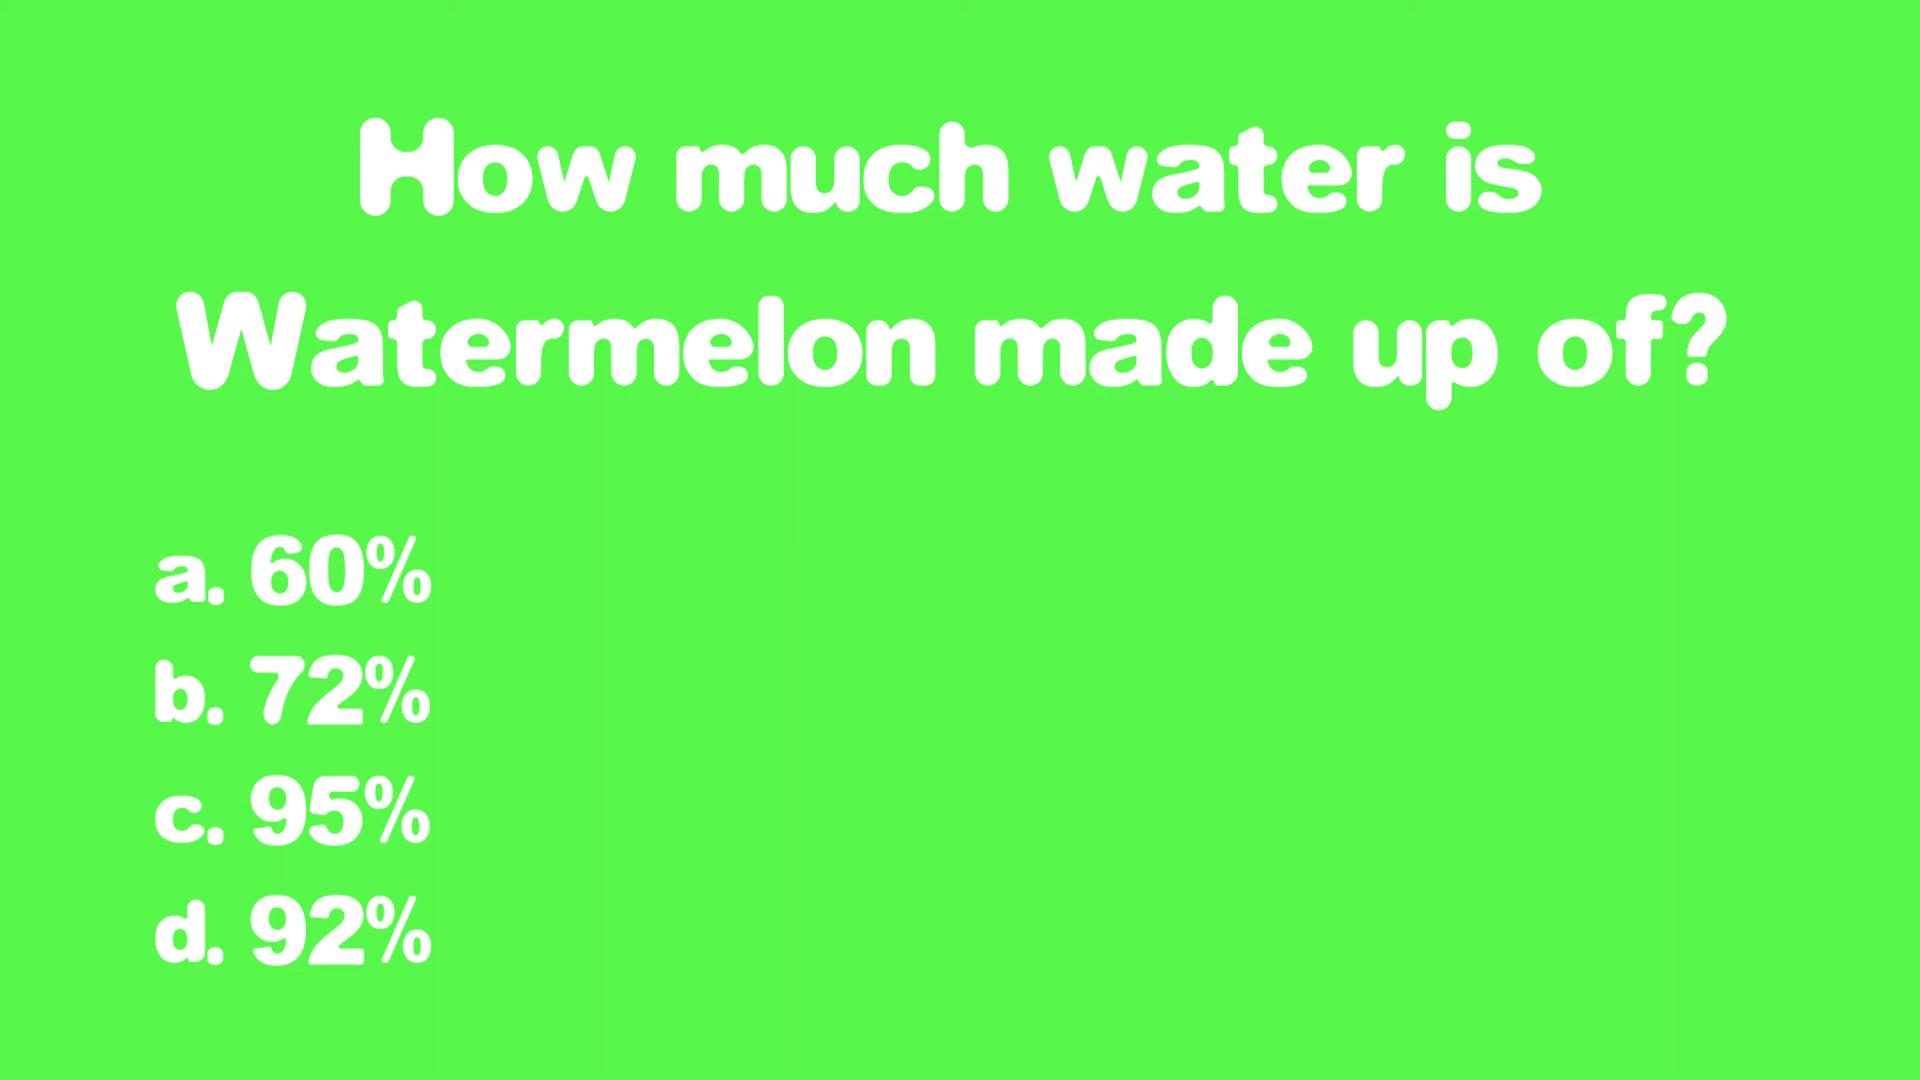 How much water is
Watermelon made up of?
a. 60%
b. 72%
c. 95%
d. 92%